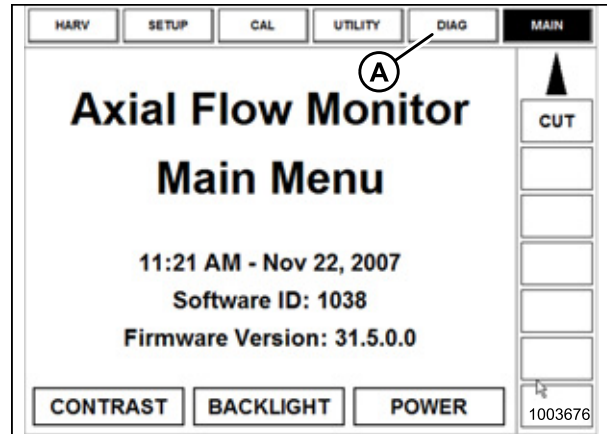 HARV SETUP CAL UTILITY DIAG MAIN
A
Axial Flow Monitor
CUT
Main Menu
11:21 AM - Nov 22, 2007
Software ID: 1038
Firmware Version: 31.5.0.0
CONTRAST BACKLIGHT POWER
1003676